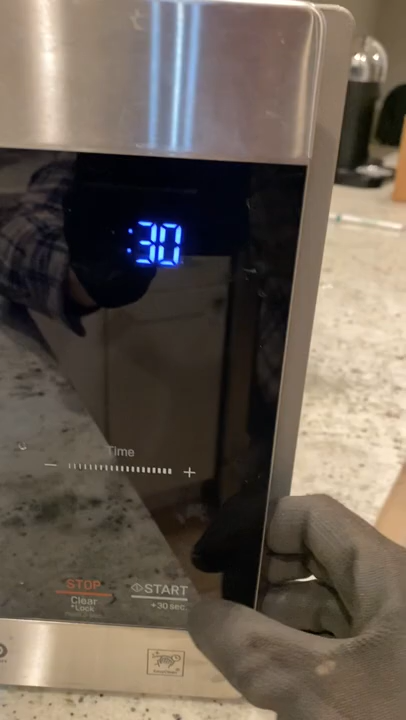 :30
Time
− +
STOP
Clear
*Lock
START
+30 sec.